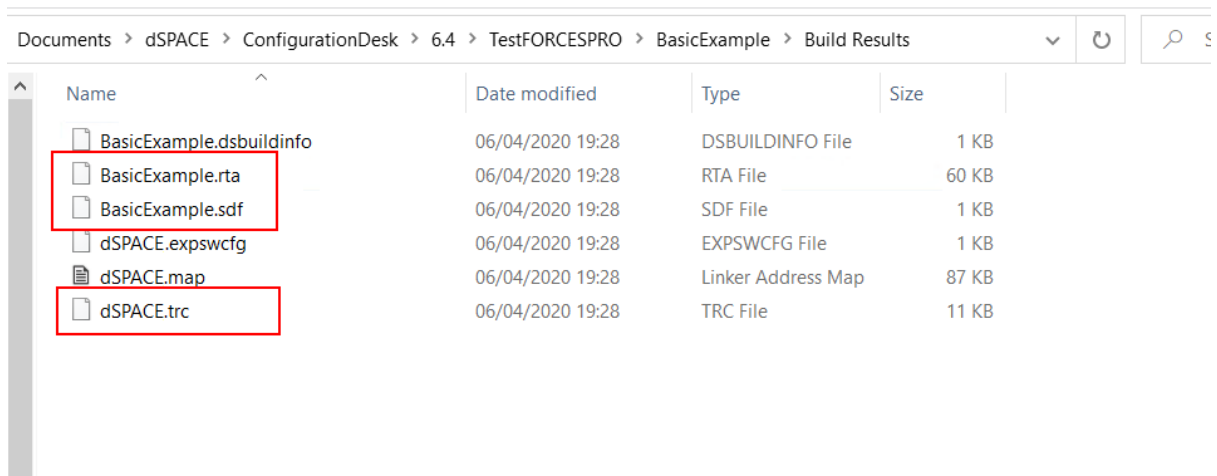 Documents > dSPACE > ConfigurationDesk > 6.4 > TestFORCESPRO > BasicExample > Build Results
Name Date modified Type Size
BasicExample.dsbuildinfo 06/04/2020 19:28 DSBUILDINFO File 1 KB
BasicExample.rta 06/04/2020 19:28 RTA File 60 KB
BasicExample.sdf 06/04/2020 19:28 SDF File 1 KB
dSPACE.expswcfg 06/04/2020 19:28 EXPSWCFG File 1 KB
dSPACE.map 06/04/2020 19:28 Linker Address Map 87 KB
dSPACE.trc 06/04/2020 19:28 TRC File 11 KB